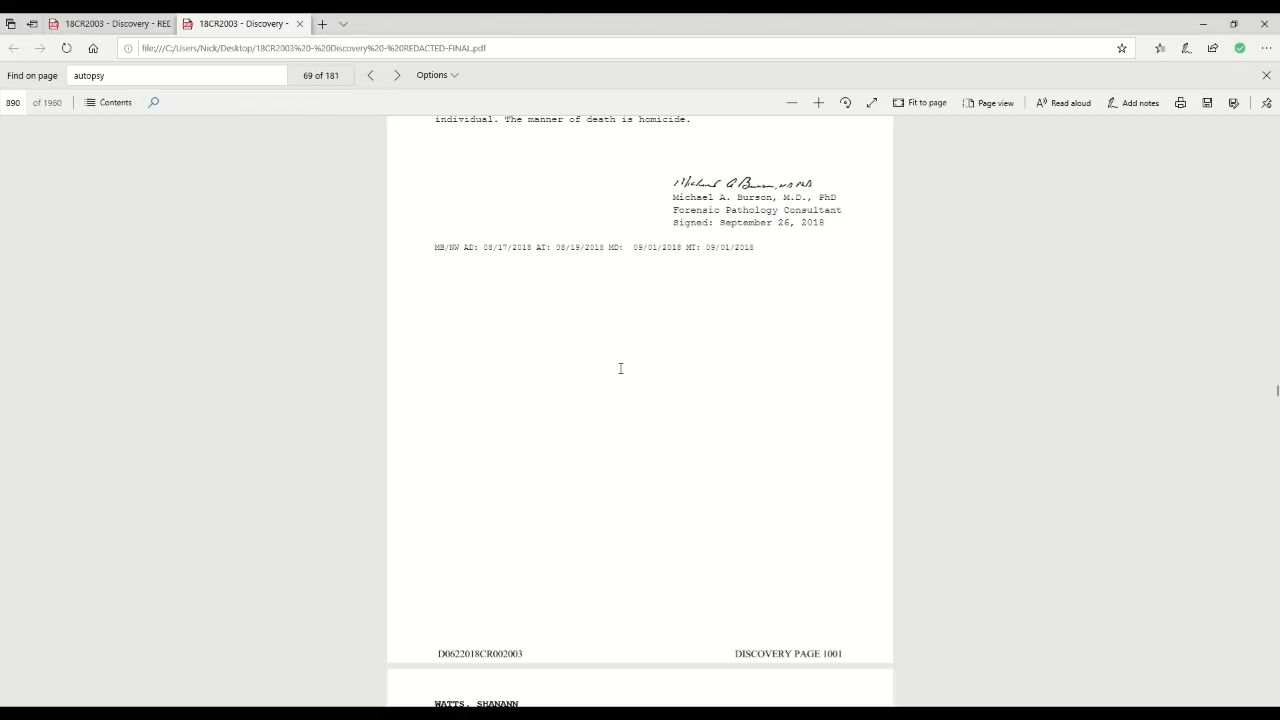 18CR2003 - Discovery - RED
18CR2003 - Discovery -
file:///C:/Users/Nick/Desktop/18CR2003%20-%20Discovery%20-%20REDACTED-FINAL.pdf
Find on page
autopsy
69 of 181
Options
890
of 1960
Contents
Fit to page
Page view
Read aloud
Add notes
individual. The manner of death is homicide.
Michael A Burson, MD PhD
Michael A. Burson, M.D., PhD
Forensic Pathology Consultant
Signed: September 26, 2018
MB/NW AD: 08/17/2018 AT: 08/19/2018 MD: 09/01/2018 MT: 09/01/2018
D0622018CR002003
DISCOVERY PAGE 1001
WATTS, SHANANN